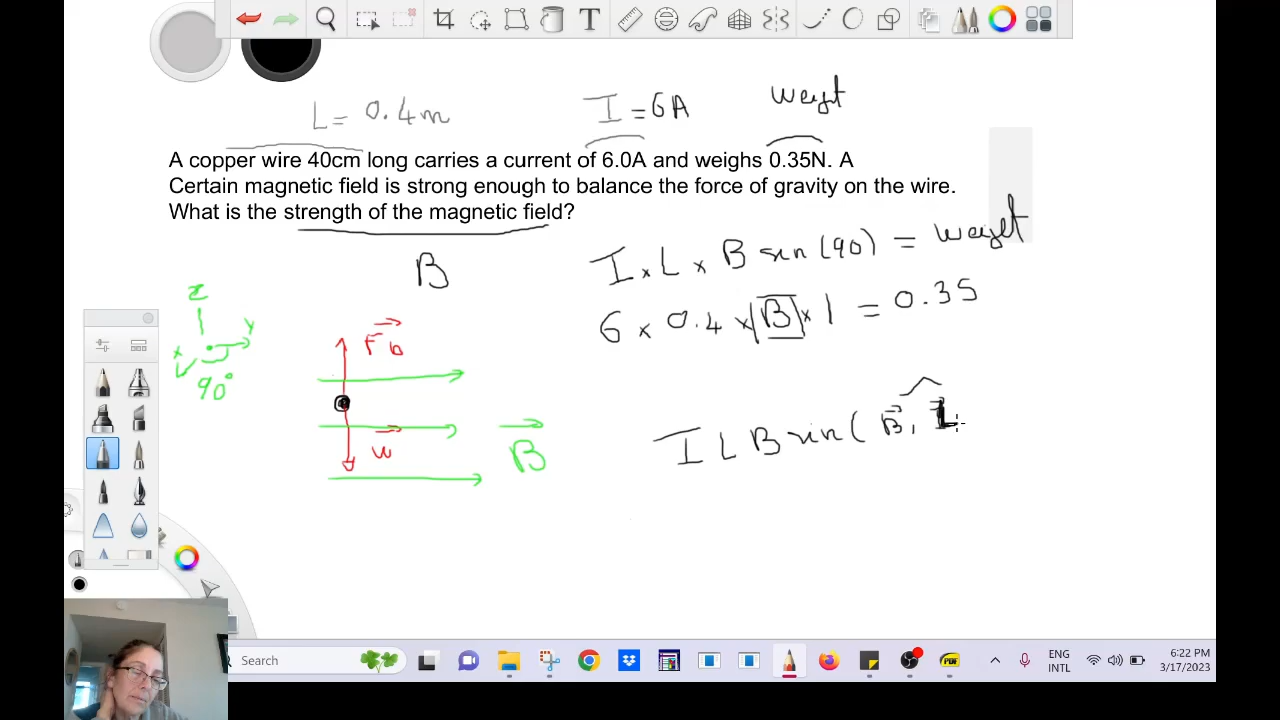 L = 0.4m
I = 6A
weight
A copper wire 40cm long carries a current of 6.0A and weighs 0.35N. A
Certain magnetic field is strong enough to balance the force of gravity on the wire.
What is the strength of the magnetic field?
B
I × L × B sin (90) = weight
6 × 0.4 × B × 1 = 0.35
z
y
x
90°
F b
w
B
I L B sin ( B, L
Search
ENG
INTL
6:22 PM
3/17/2023
PDF
T